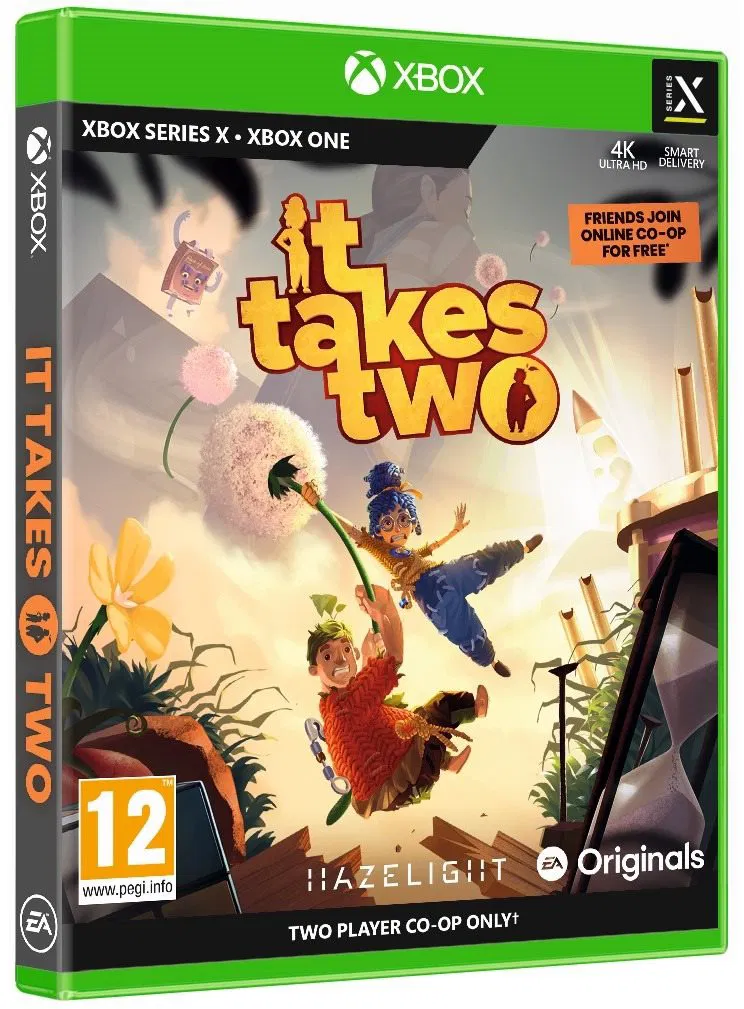 XBOX
SERIES X
XBOX SERIES X • XBOX ONE
4K
ULTRA HD
SMART
DELIVERY
FRIENDS JOIN
ONLINE CO-OP
FOR FREE*
it
takes
two
12
™
www.pegi.info
HAZELIGHT
EA Originals
TWO PLAYER CO-OP ONLY†
XBOX
IT TAKES TWO
EA